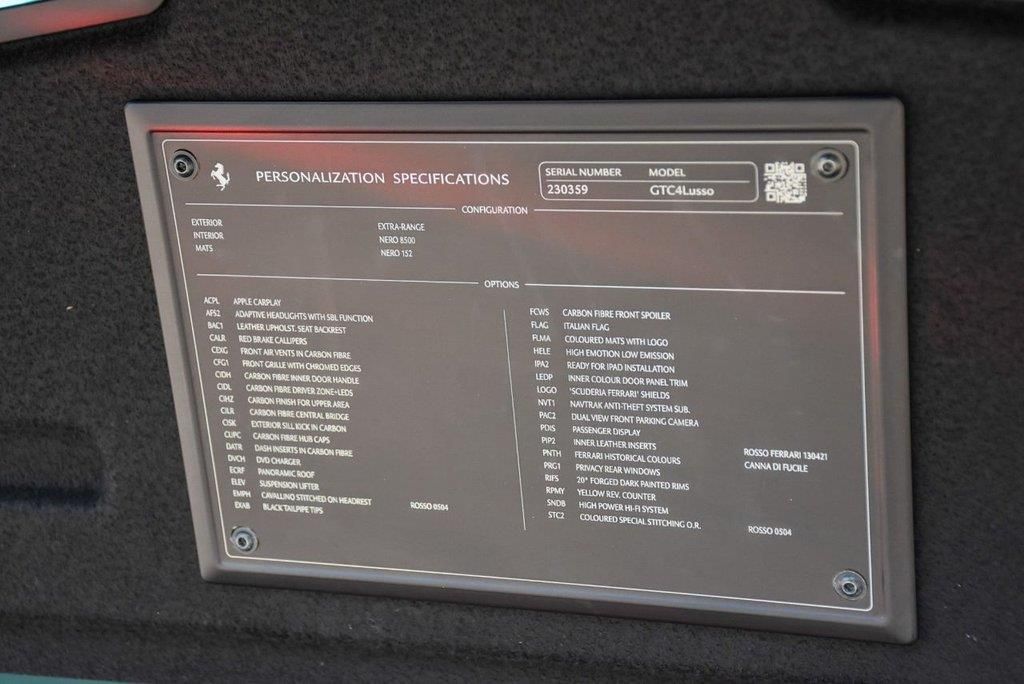 PERSONALIZATION SPECIFICATIONS
SERIAL NUMBER MODEL
230359 GTC4Lusso
CONFIGURATION
EXTERIOR EXTRA-RANGE
INTERIOR NERO 8500
MATS NERO 152
OPTIONS
ACPL APPLE CARPLAY
AFS2 ADAPTIVE HEADLIGHTS WITH SBL FUNCTION
BAC1 LEATHER UPHOLST. SEAT BACKREST
CALR RED BRAKE CALLIPERS
CEXG FRONT AIR VENTS IN CARBON FIBRE
CFG1 FRONT GRILLE WITH CHROMED EDGES
CIDH CARBON FIBRE INNER DOOR HANDLE
CIDL CARBON FIBRE DRIVER ZONE+LEDS
CIHZ CARBON FINISH FOR UPPER AREA
CILR CARBON FIBRE CENTRAL BRIDGE
CISK EXTERIOR SILL KICK IN CARBON
CUPC CARBON FIBRE HUB CAPS
DATR DASH INSERTS IN CARBON FIBRE
DVCH DVD CHARGER
ECRF PANORAMIC ROOF
ELEV SUSPENSION LIFTER
EMPH CAVALLINO STITCHED ON HEADREST ROSSO 0504
EXAB BLACK TAILPIPE TIPS
FCWS CARBON FIBRE FRONT SPOILER
FLAG ITALIAN FLAG
FLMA COLOURED MATS WITH LOGO
HELE HIGH EMOTION LOW EMISSION
IPA2 READY FOR IPAD INSTALLATION
LEDP INNER COLOUR DOOR PANEL TRIM
LOGO 'SCUDERIA FERRARI' SHIELDS
NVT1 NAVTRAK ANTI-THEFT SYSTEM SUB.
PAC2 DUAL VIEW FRONT PARKING CAMERA
PDIS PASSENGER DISPLAY
PIP2 INNER LEATHER INSERTS ROSSO FERRARI 130421
PNTH FERRARI HISTORICAL COLOURS CANNA DI FUCILE
PRG1 PRIVACY REAR WINDOWS
RIFS 20" FORGED DARK PAINTED RIMS
RPMY YELLOW REV. COUNTER
SNDB HIGH POWER HI-FI SYSTEM
STC2 COLOURED SPECIAL STITCHING O.R. ROSSO 0504